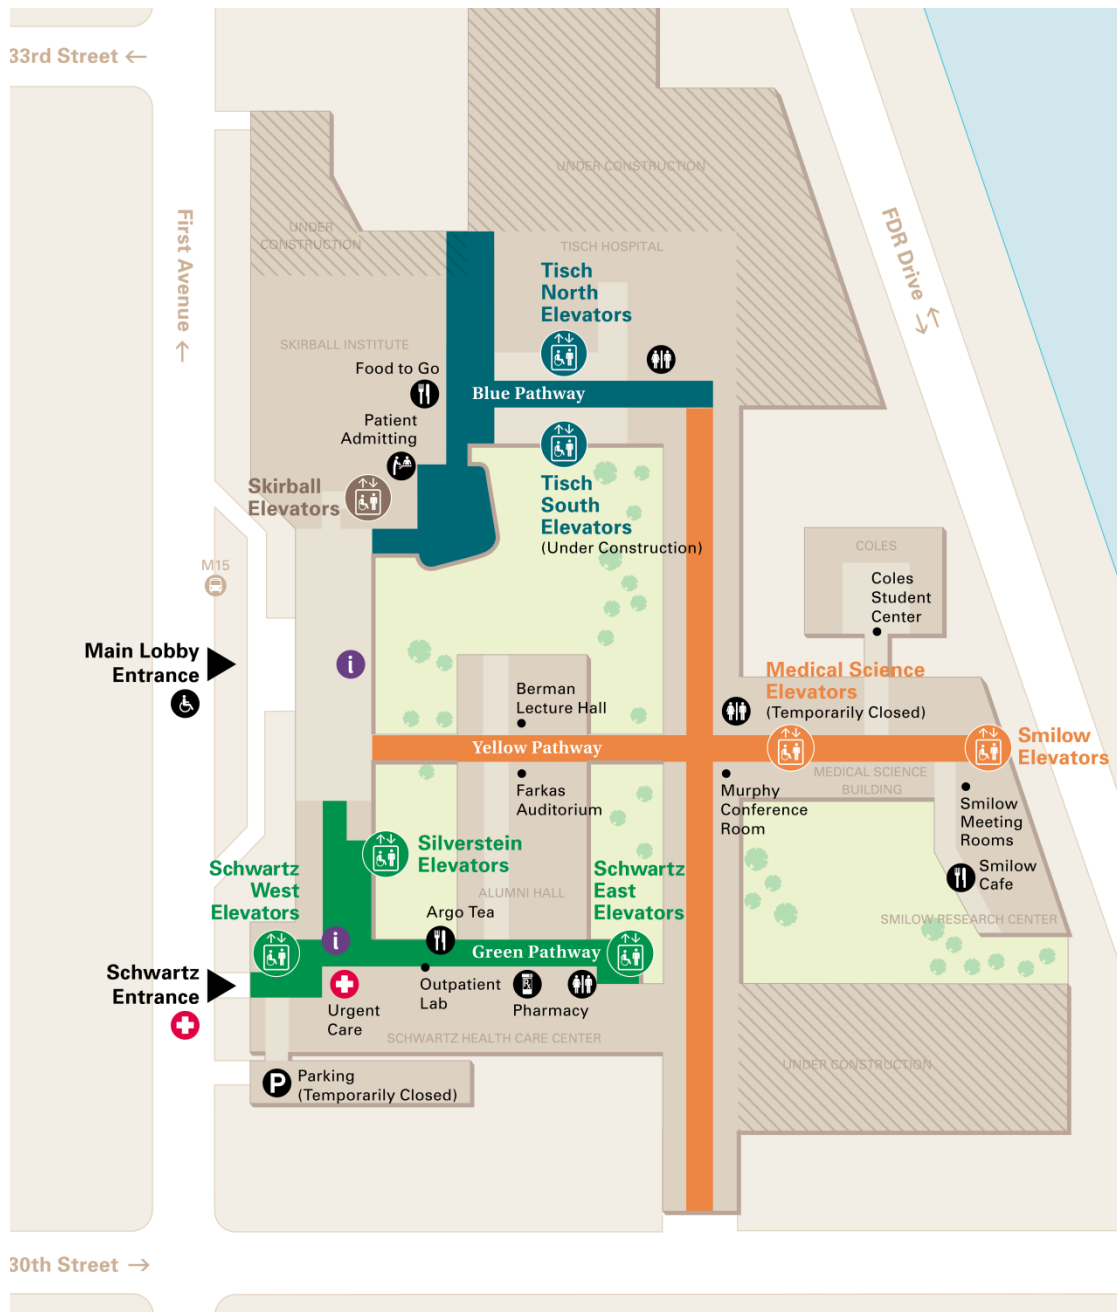 33rd Street ←
UNDER CONSTRUCTION
First Avenue →
UNDER
CONSTRUCTION
FDR Drive
← →
TISCH HOSPITAL
Tisch
North
Elevators
SKIRBALL INSTITUTE
Food to Go
Blue Pathway
Patient
Admitting
Skirball
Elevators
Tisch
South
Elevators
(Under Construction)
COLES
M15
Coles
Student
Center
Main Lobby
Entrance
i
Medical Science
Elevators
(Temporarily Closed)
Berman
Lecture Hall
Yellow Pathway
Smilow
Elevators
MEDICAL SCIENCE
BUILDING
Farkas
Auditorium
Murphy
Conference
Room
Smilow
Meeting
Rooms
Silverstein
Elevators
Smilow
Cafe
Schwartz
West
Elevators
Schwartz
East
Elevators
ALUMNI HALL
Argo Tea
SMILOW RESEARCH CENTER
i
Green Pathway
Schwartz
Entrance
Outpatient
Lab
Rx
Urgent
Care
Pharmacy
SCHWARTZ HEALTH CARE CENTER
UNDER CONSTRUCTION
P
Parking
(Temporarily Closed)
30th Street →